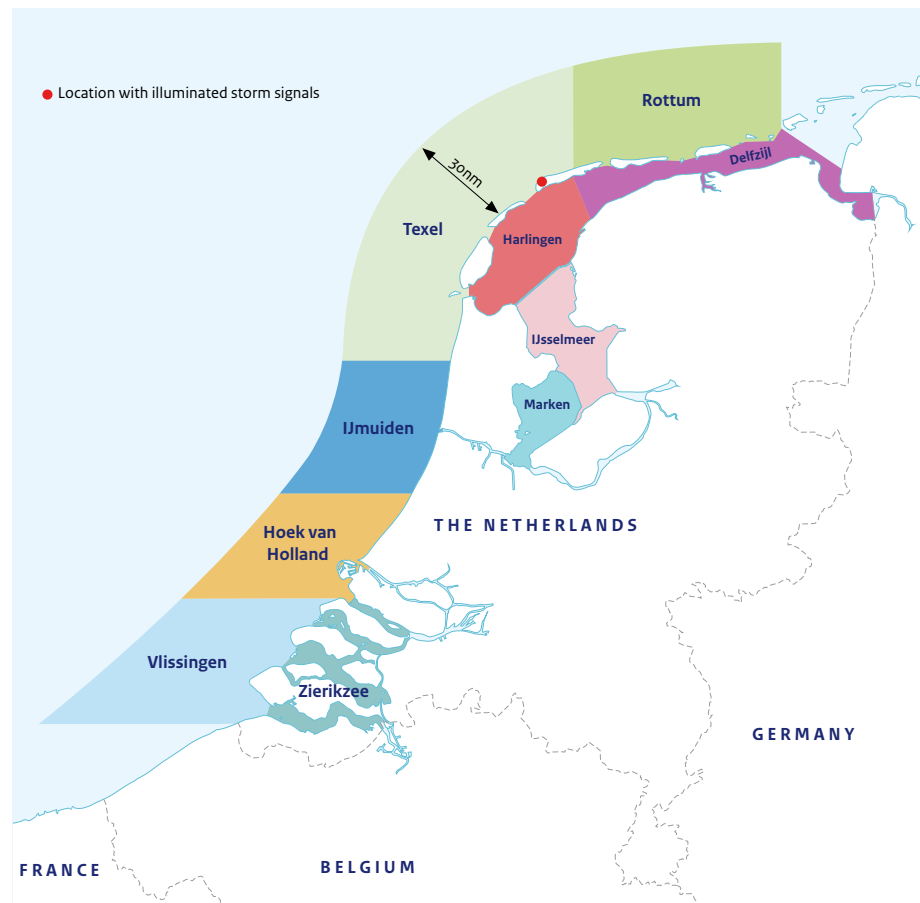 Location with illuminated storm signals
Rottum
Delfzijl
30nm
Texel
Harlingen
IJsselmeer
Marken
IJmuiden
THE NETHERLANDS
Hoek van
Holland
Vlissingen
Zierikzee
GERMANY
BELGIUM
FRANCE